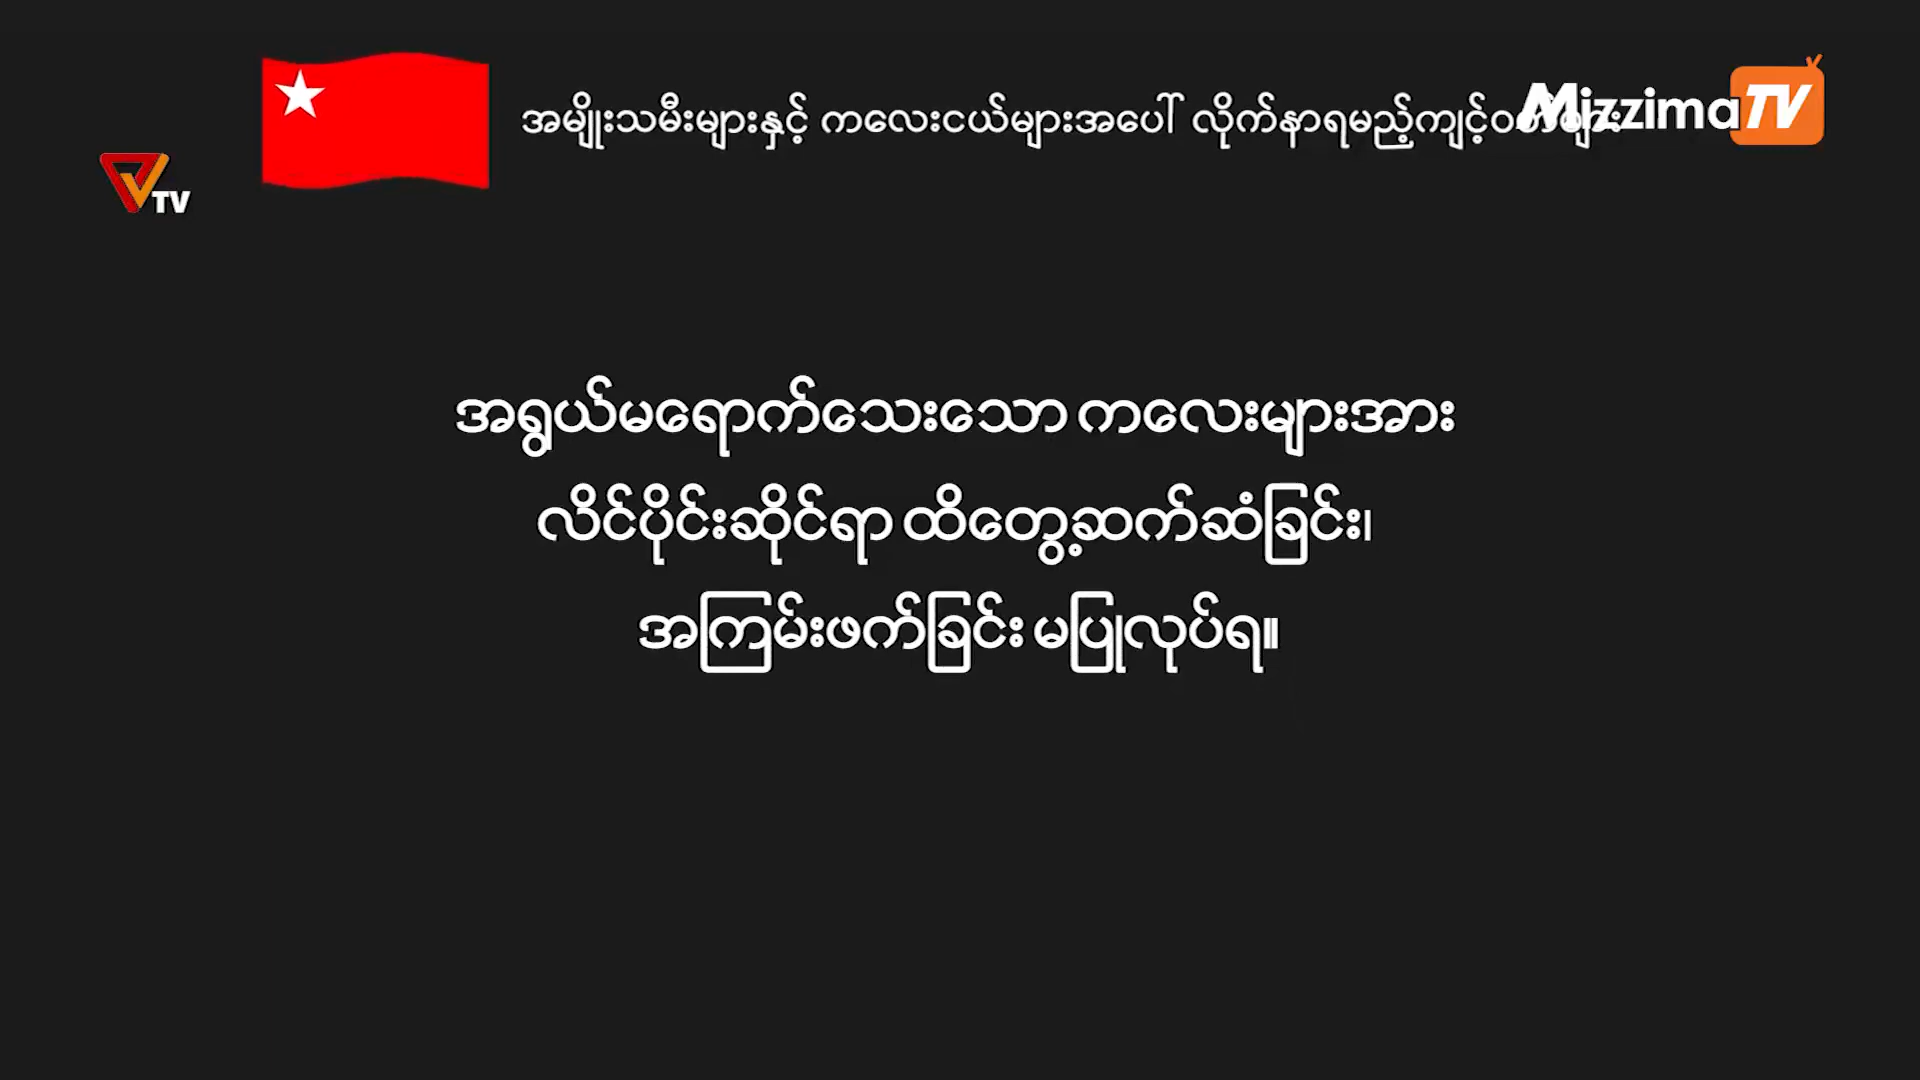 အမျိုးသမီးများနှင့် ကလေးငယ်များအပေါ် လိုက်နာရမည့်ကျင့်ဝတ်များ
Mizzima TV
TV
အရွယ်မရောက်သေးသော ကလေးများအား
လိင်ပိုင်းဆိုင်ရာ ထိတွေ့ဆက်ဆံခြင်း၊
အကြမ်းဖက်ခြင်း မပြုလုပ်ရ။